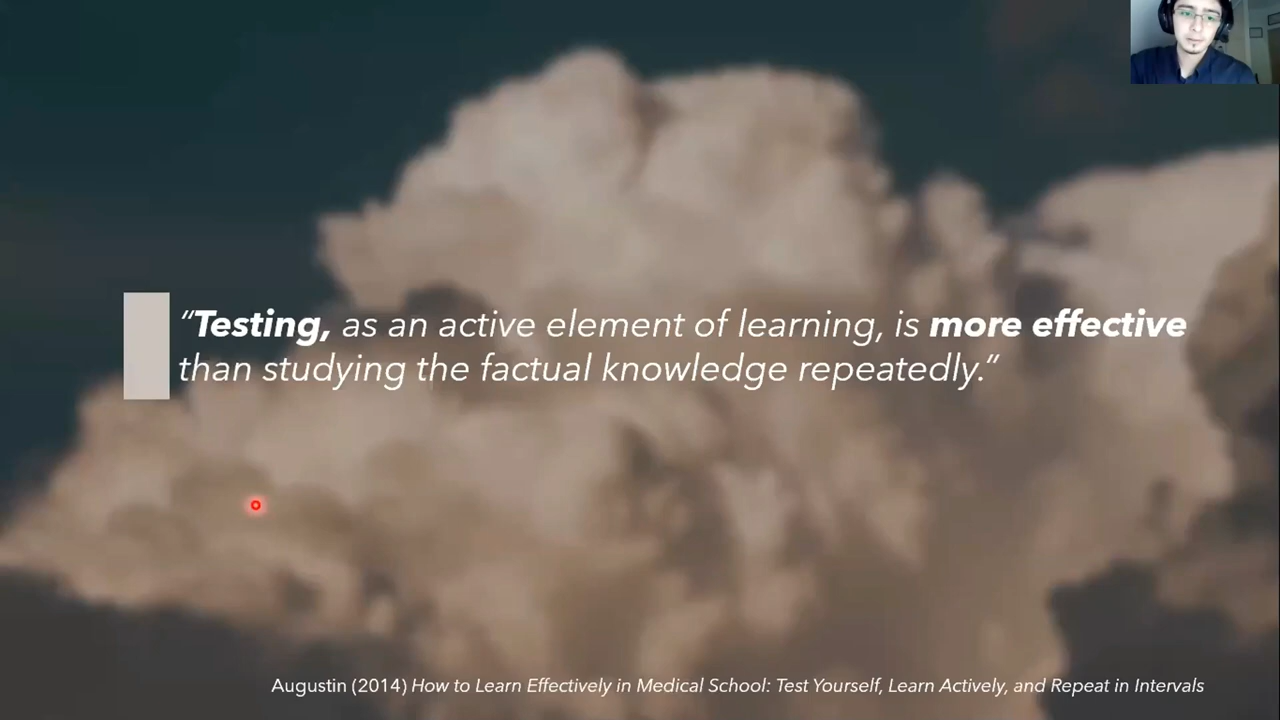 “Testing, as an active element of learning, is more effective
than studying the factual knowledge repeatedly.”
Augustin (2014) How to Learn Effectively in Medical School: Test Yourself, Learn Actively, and Repeat in Intervals